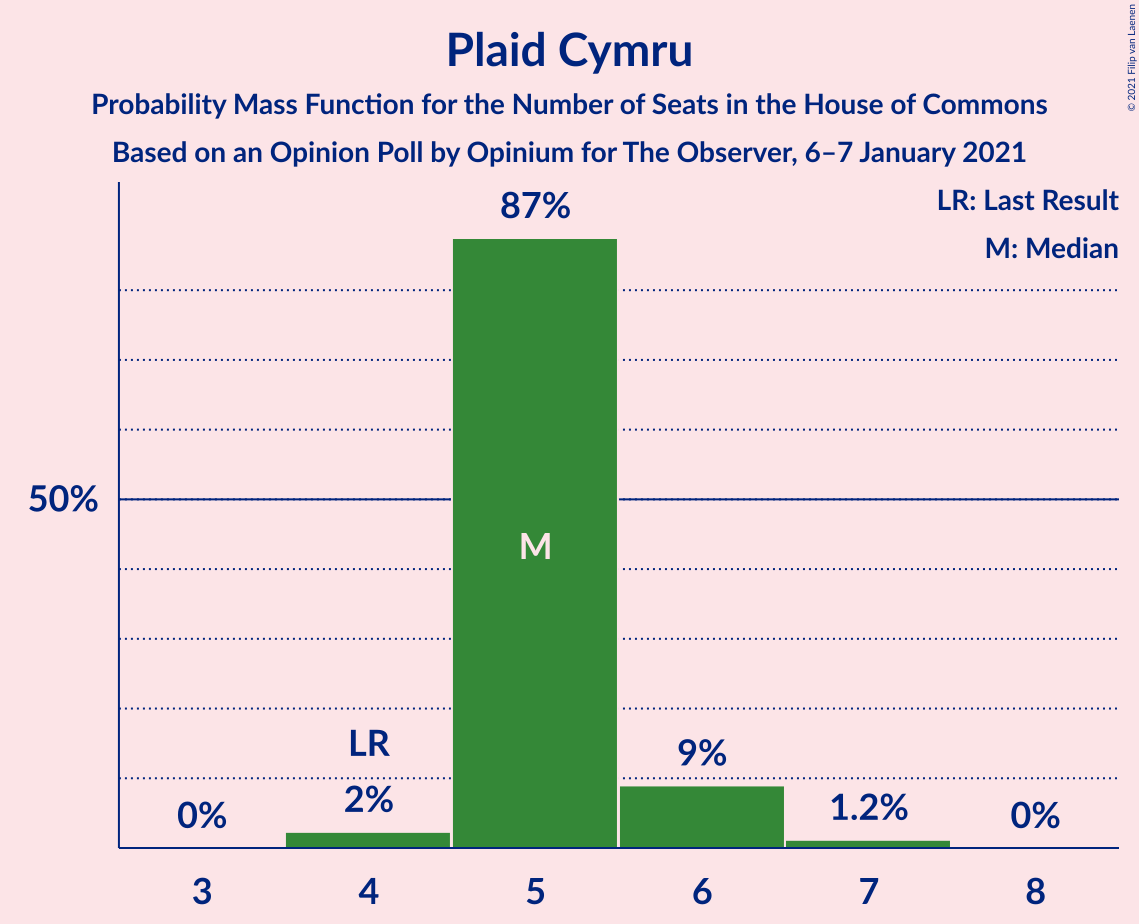 Plaid Cymru
Probability Mass Function for the Number of Seats in the House of Commons
Based on an Opinion Poll by Opinium for The Observer, 6–7 January 2021
© 2021 Filip van Laenen
LR: Last Result
M: Median
87%
50%
M
LR
9%
2%
1.2%
0%
0%
3 4 5 6 7 8